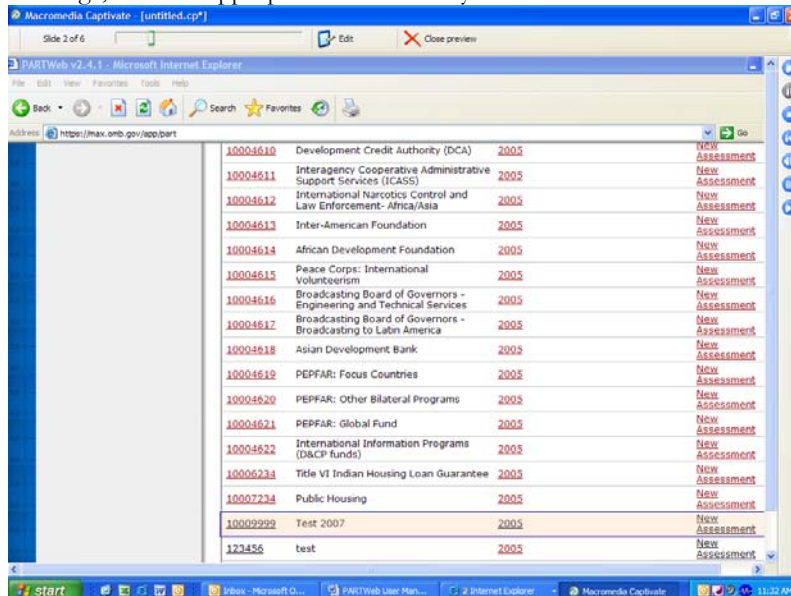 Macromedia Captivate - [untitled.cp*]
Slide 2 of 6 Edit Close preview
PARTWeb v2.4.1 - Microsoft Internet Explorer
File Edit View Favorites Tools Help
Back Search Favorites
Address https://max.omb.gov/app/part Go
10004610 Development Credit Authority (DCA) 2005 New Assessment
10004611 Interagency Cooperative Administrative Support Services (ICASS) 2005 New Assessment
10004612 International Narcotics Control and Law Enforcement- Africa/Asia 2005 New Assessment
10004613 Inter-American Foundation 2005 New Assessment
10004614 African Development Foundation 2005 New Assessment
10004615 Peace Corps: International Volunteerism 2005 New Assessment
10004616 Broadcasting Board of Governors - Engineering and Technical Services 2005 New Assessment
10004617 Broadcasting Board of Governors - Broadcasting to Latin America 2005 New Assessment
10004618 Asian Development Bank 2005 New Assessment
10004619 PEPFAR: Focus Countries 2005 New Assessment
10004620 PEPFAR: Other Bilateral Programs 2005 New Assessment
10004621 PEPFAR: Global Fund 2005 New Assessment
10004622 International Information Programs (D&CP funds) 2005 New Assessment
10006234 Title VI Indian Housing Loan Guarantee 2005 New Assessment
10007234 Public Housing 2005 New Assessment
10009999 Test 2007 2005 New Assessment
123456 test 2005 New Assessment
start Inbox - Microsoft O... PARTWeb User Man... 2 Internet Explorer Macromedia Captivate 11:32 AM